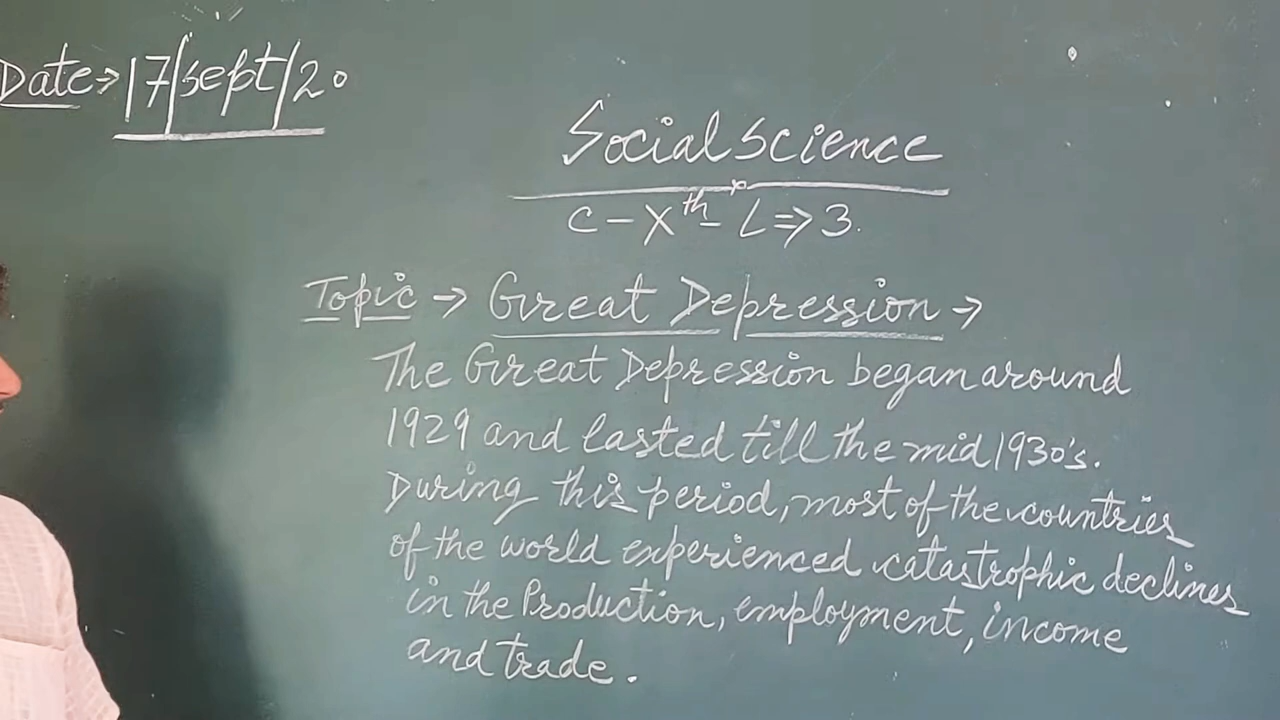 Date⇒17/sept/20
Social Science
C-Xth-L⇒3.
Topic → Great Depression →
The Great Depression began around
1929 and lasted till the mid 1930's.
During this period, most of the countries
of the world experienced catastrophic declines
in the Production, employment, income
and trade.